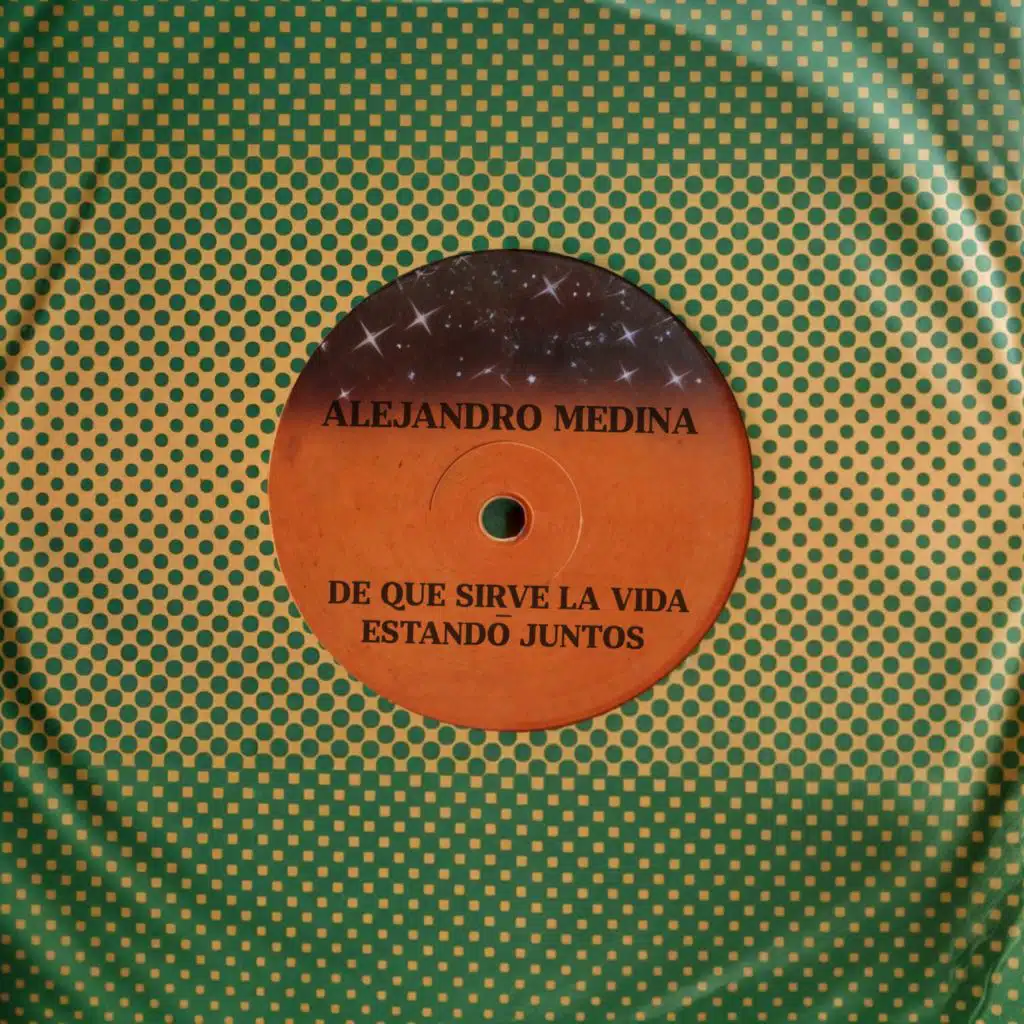 ALEJANDRO MEDINA
DE QUE SIRVE LA VIDA
–
ESTANDO JUNTOS